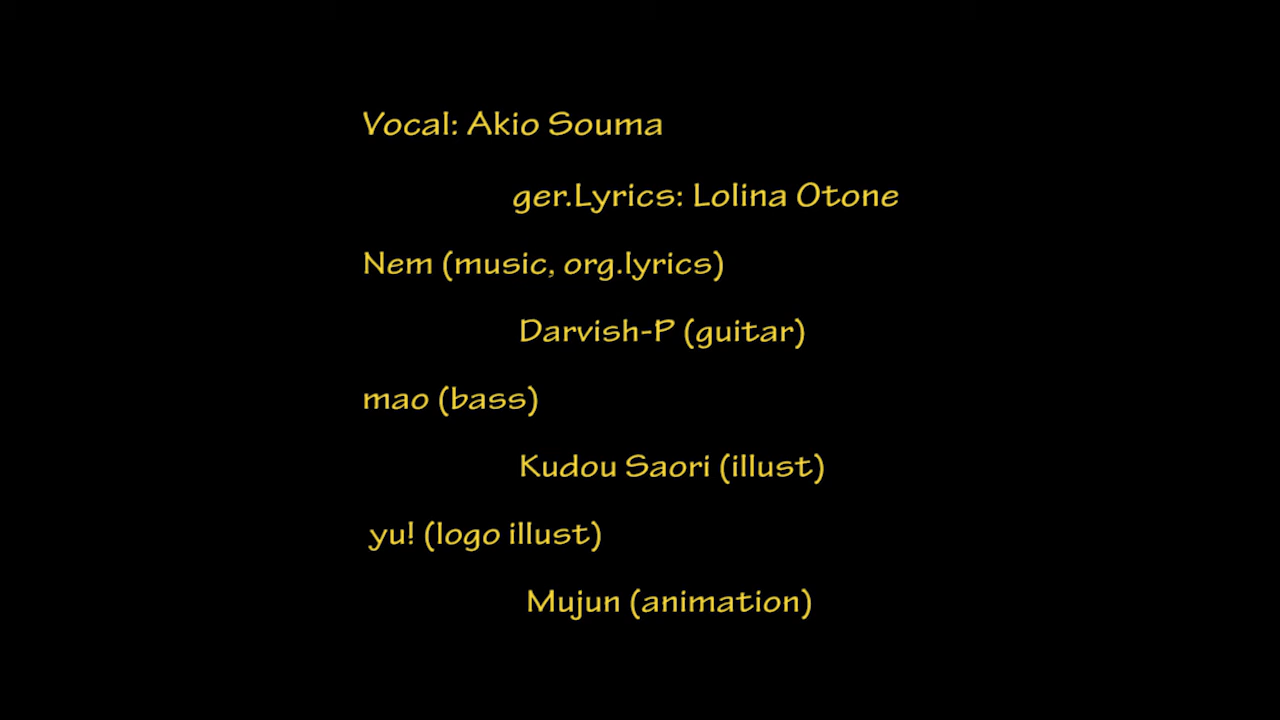 Vocal: Akio Souma
ger.Lyrics: Lolina Otone
Nem (music, org.lyrics)
Darvish-P (guitar)
mao (bass)
Kudou Saori (illust)
yu! (logo illust)
Mujun (animation)